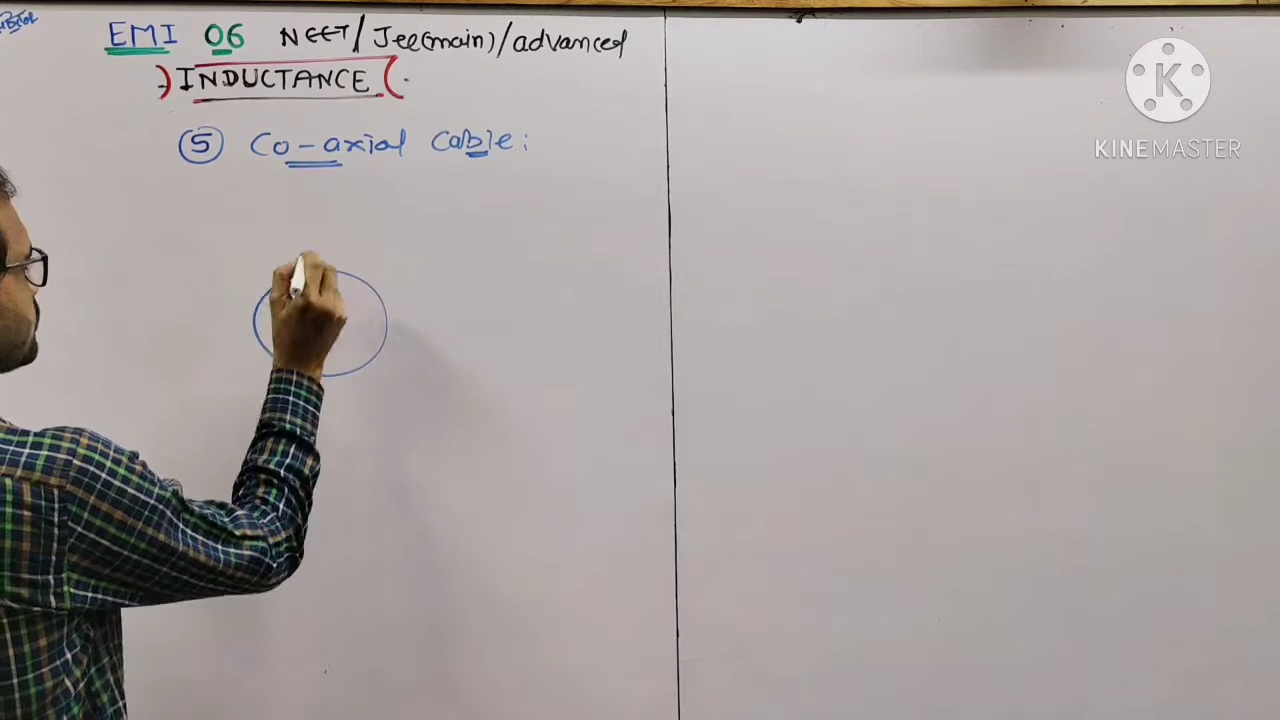 EMI 06 NEET/Jee(main)/advanced
INDUCTANCE
⑤ Co-axial cable:
K
KINEMASTER